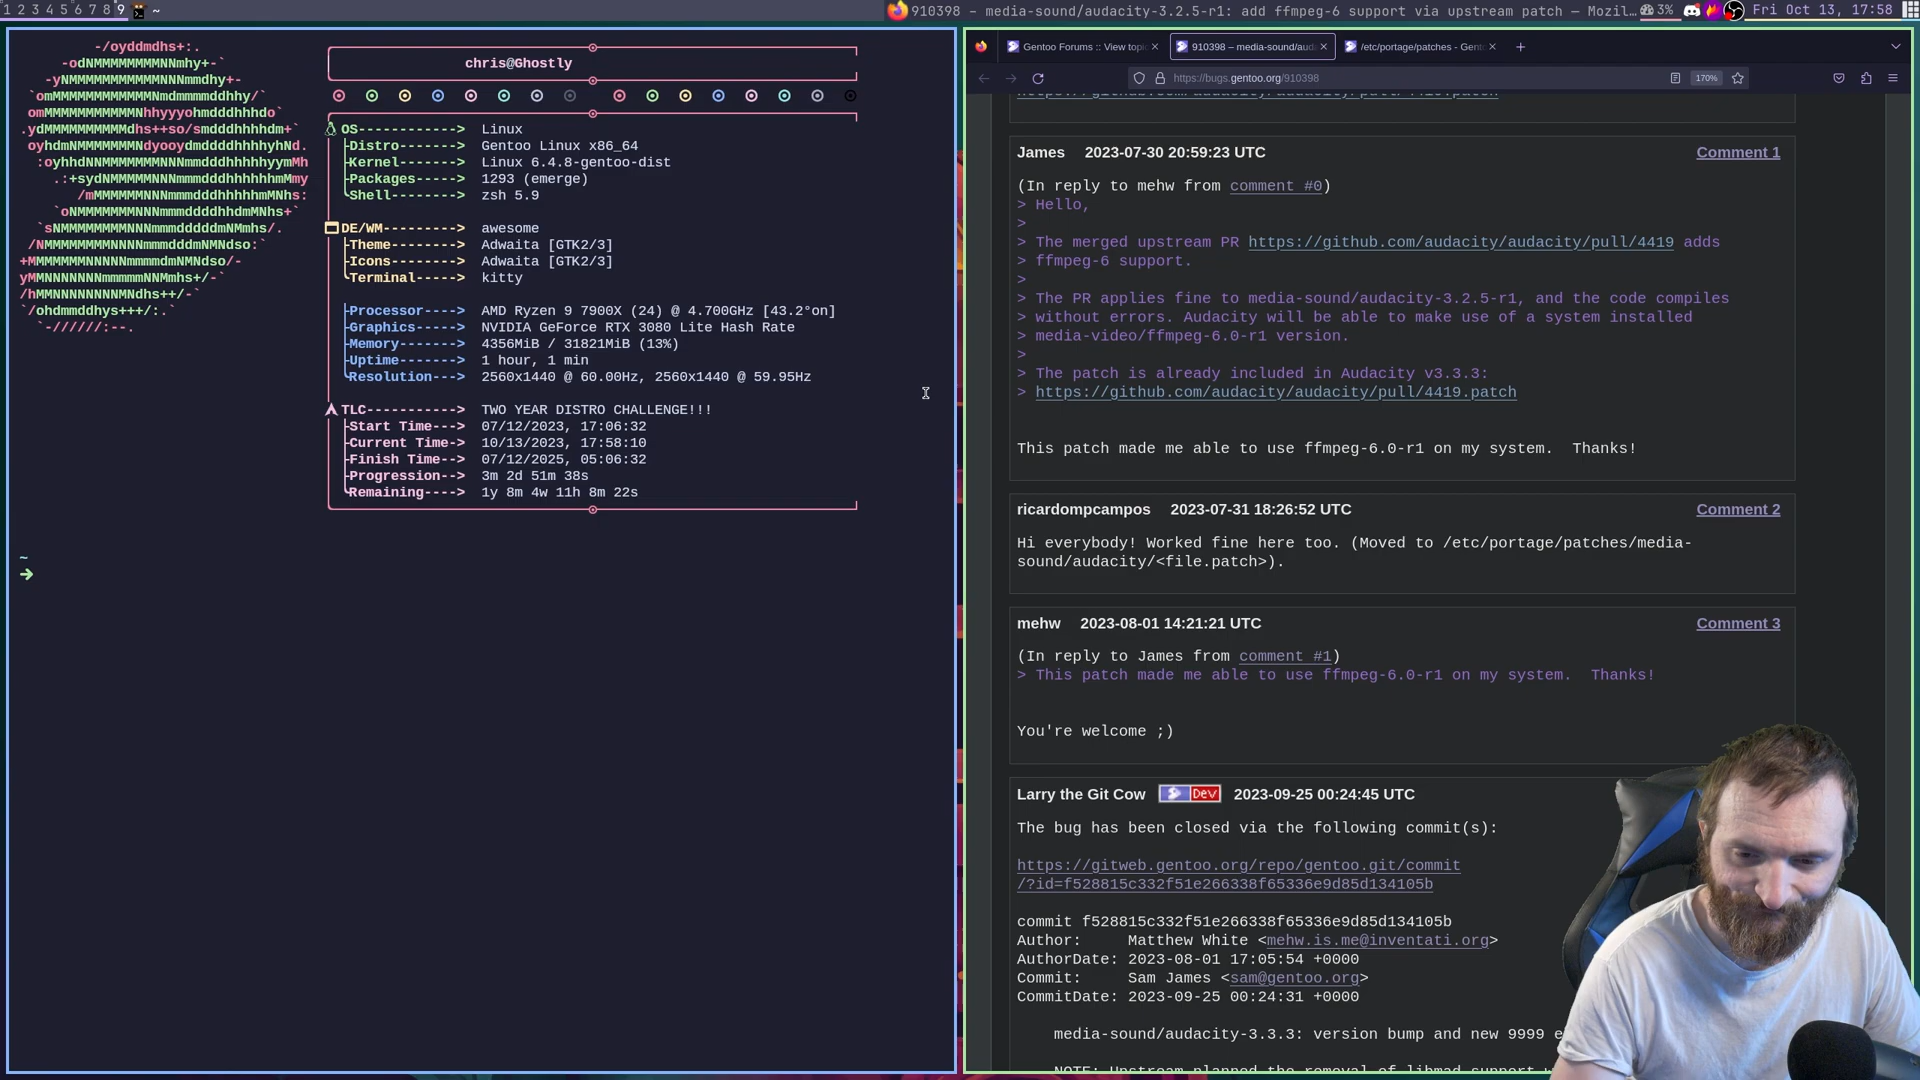 1 2 3 4 5 6 7 8 9 ~
910398 – media-sound/audacity-3.2.5-r1: add ffmpeg-6 support via upstream patch — Mozil…
3%
Fri Oct 13, 17:58
chris@Ghostly
OS------------> Linux
Distro-------> Gentoo Linux x86_64
Kernel-------> Linux 6.4.8-gentoo-dist
Packages-----> 1293 (emerge)
Shell--------> zsh 5.9
DE/WM---------> awesome
Theme--------> Adwaita [GTK2/3]
Icons--------> Adwaita [GTK2/3]
Terminal-----> kitty
Processor----> AMD Ryzen 9 7900X (24) @ 4.700GHz [43.2°on]
Graphics-----> NVIDIA GeForce RTX 3080 Lite Hash Rate
Memory-------> 4356MiB / 31821MiB (13%)
Uptime-------> 1 hour, 1 min
Resolution---> 2560x1440 @ 60.00Hz, 2560x1440 @ 59.95Hz
TLC-----------> TWO YEAR DISTRO CHALLENGE!!!
Start Time---> 07/12/2023, 17:06:32
Current Time-> 10/13/2023, 17:58:10
Finish Time--> 07/12/2025, 05:06:32
Progression--> 3m 2d 51m 38s
Remaining----> 1y 8m 4w 11h 8m 22s
~
Gentoo Forums :: View topi
910398 – media-sound/aud
/etc/portage/patches - Gent
https://bugs.gentoo.org/910398
170%
https://github.com/audacity/audacity/pull/4419.patch
James 2023-07-30 20:59:23 UTC Comment 1
(In reply to mehw from comment #0)
> Hello,
>
> The merged upstream PR https://github.com/audacity/audacity/pull/4419 adds
> ffmpeg-6 support.
>
> The PR applies fine to media-sound/audacity-3.2.5-r1, and the code compiles
> without errors. Audacity will be able to make use of a system installed
> media-video/ffmpeg-6.0-r1 version.
>
> The patch is already included in Audacity v3.3.3:
> https://github.com/audacity/audacity/pull/4419.patch
This patch made me able to use ffmpeg-6.0-r1 on my system. Thanks!
ricardompcampos 2023-07-31 18:26:52 UTC Comment 2
Hi everybody! Worked fine here too. (Moved to /etc/portage/patches/media-
sound/audacity/<file.patch>).
mehw 2023-08-01 14:21:21 UTC Comment 3
(In reply to James from comment #1)
> This patch made me able to use ffmpeg-6.0-r1 on my system. Thanks!
You're welcome ;)
Larry the Git Cow Dev 2023-09-25 00:24:45 UTC
The bug has been closed via the following commit(s):
https://gitweb.gentoo.org/repo/gentoo.git/commit
/?id=f528815c332f51e266338f65336e9d85d134105b
commit f528815c332f51e266338f65336e9d85d134105b
Author: Matthew White <mehw.is.me@inventati.org>
AuthorDate: 2023-08-01 17:05:54 +0000
Commit: Sam James <sam@gentoo.org>
CommitDate: 2023-09-25 00:24:31 +0000
media-sound/audacity-3.3.3: version bump and new 9999 e
NOTE: Upstream planned the removal of libmad support w